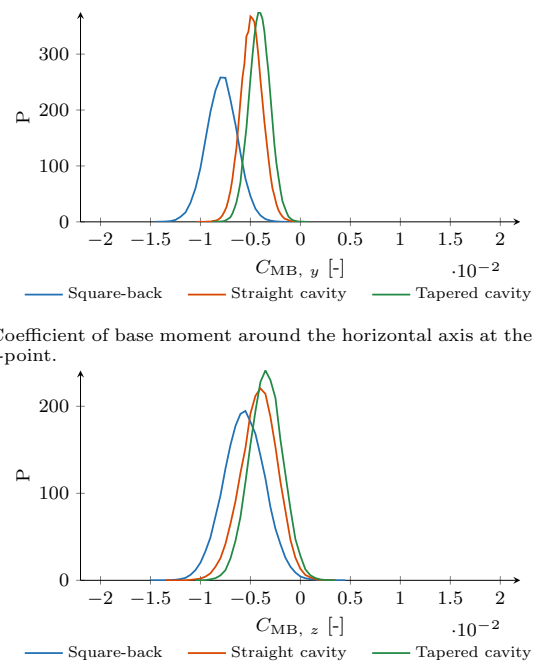 300
200
100
0
P
−2 −1.5 −1 −0.5 0 0.5 1 1.5 2
C_MB, y [-] ·10^−2
Square-back Straight cavity Tapered cavity
Coefficient of base moment around the horizontal axis at the
-point.
200
100
0
P
−2 −1.5 −1 −0.5 0 0.5 1 1.5 2
C_MB, z [-] ·10^−2
Square-back Straight cavity Tapered cavity